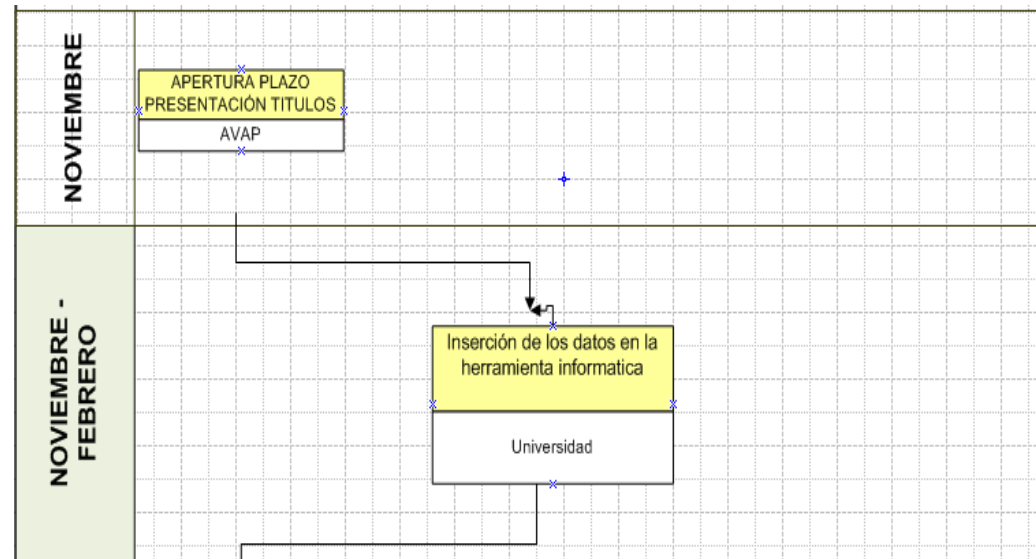 NOVIEMBRE
APERTURA PLAZO
PRESENTACIÓN TITULOS
AVAP
NOVIEMBRE -
FEBRERO
Inserción de los datos en la
herramienta informatica
Universidad